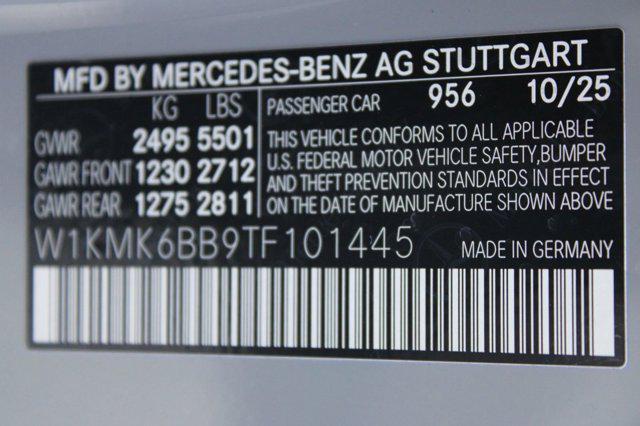 MFD BY MERCEDES-BENZ AG STUTTGART
KG LBS
GVWR 2495 5501
GAWR FRONT 1230 2712
GAWR REAR 1275 2811
PASSENGER CAR 956 10/25
THIS VEHICLE CONFORMS TO ALL APPLICABLE
U.S. FEDERAL MOTOR VEHICLE SAFETY,BUMPER
AND THEFT PREVENTION STANDARDS IN EFFECT
ON THE DATE OF MANUFACTURE SHOWN ABOVE
W1KMK6BB9TF101445 MADE IN GERMANY